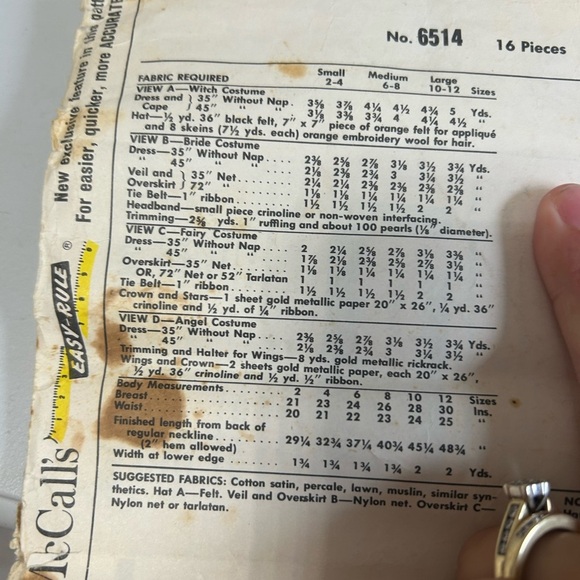 New exclusive feature in this patt
For easier, quicker, more ACCURATE
EASY-RULE ®
McCall's
No. 6514 16 Pieces
Small Medium Large
FABRIC REQUIRED 2-4 6-8 10-12 Sizes
VIEW A—Witch Costume
Dress and } 35" Without Nap. 3⅝ 3⅞ 4¼ 4½ 4¾ 5 Yds.
Cape } 45" " " 3⅛ 3⅜ 3¾ 4 4¼ 4¼ "
Hat—½ yd. 36" black felt, 7" x 7" piece of orange felt for appliqué
and 8 skeins (7½ yds. each) orange embroidery wool for hair.
VIEW B—Bride Costume
Dress—35" Without Nap..... 2⅜ 2⅝ 2⅞ 3⅛ 3½ 3¾ Yds.
" 45" " " ..... 2⅛ 2⅜ 2¾ 3 3¼ 3½ "
Veil and } 35" Net......... 2¼ 2¼ 2⅜ 2⅜ 2⅜ 2⅜ "
Overskirt } 72" "......... 1⅛ 1⅛ 1¼ 1¼ 1¼ 1¼ "
Tie Belt—1" ribbon......... 1½ 1½ 1½ 1½ 2 2 "
Headband—small piece crinoline or non-woven interfacing.
Trimming—2⅝ yds. 1" ruffling and about 100 pearls (⅛" diameter).
VIEW C—Fairy Costume
Dress—35" Without Nap..... 2 2¼ 2⅝ 2⅞ 3⅛ 3⅜ "
" 45" " " ..... 1⅞ 2⅛ 2⅜ 2⅝ 2⅞ 3⅛ "
Overskirt—35" Net......... 1⅛ 1⅛ 1¼ 1¼ 1¼ 1¼ "
OR, 72" Net or 52" Tarlatan 1 1 1 1 1 1 "
Tie Belt—1" ribbon......... 1½ 1½ 1½ 1½ 2 2 "
Crown and Stars—1 sheet gold metallic paper 20" x 26", ¼ yd. 36"
crinoline and ½ yd. of ¼" ribbon.
VIEW D—Angel Costume
Dress—35" Without Nap..... 2⅜ 2⅝ 2⅞ 3⅛ 3½ 3¾ Yds.
" 45" " " ..... 2⅛ 2⅜ 2¾ 3 3¼ 3½ "
Trimming and Halter for Wings—8 yds. gold metallic rickrack.
Wings and Crown—2 sheets gold metallic paper, each 20" x 26",
½ yd. 36" crinoline and ½ yd. ½" ribbon.
Body Measurements........ 2 4 6 8 10 12 Sizes
Breast................... 21 23 24 26 28 30 Ins.
Waist.................... 20 21 22 23 24 25 "
Finished length from back of
regular neckline
(2" hem allowed) 29¼ 32¾ 37¼ 40¾ 45¼ 48¾ "
Width at lower edge...... 1¾ 1¾ 1¾ 1¾ 2 2 Yds.
SUGGESTED FABRICS: Cotton satin, percale, lawn, muslin, similar syn-
thetics. Hat A—Felt. Veil and Overskirt B—Nylon net. Overskirt C—
Nylon net or tarlatan.
NO